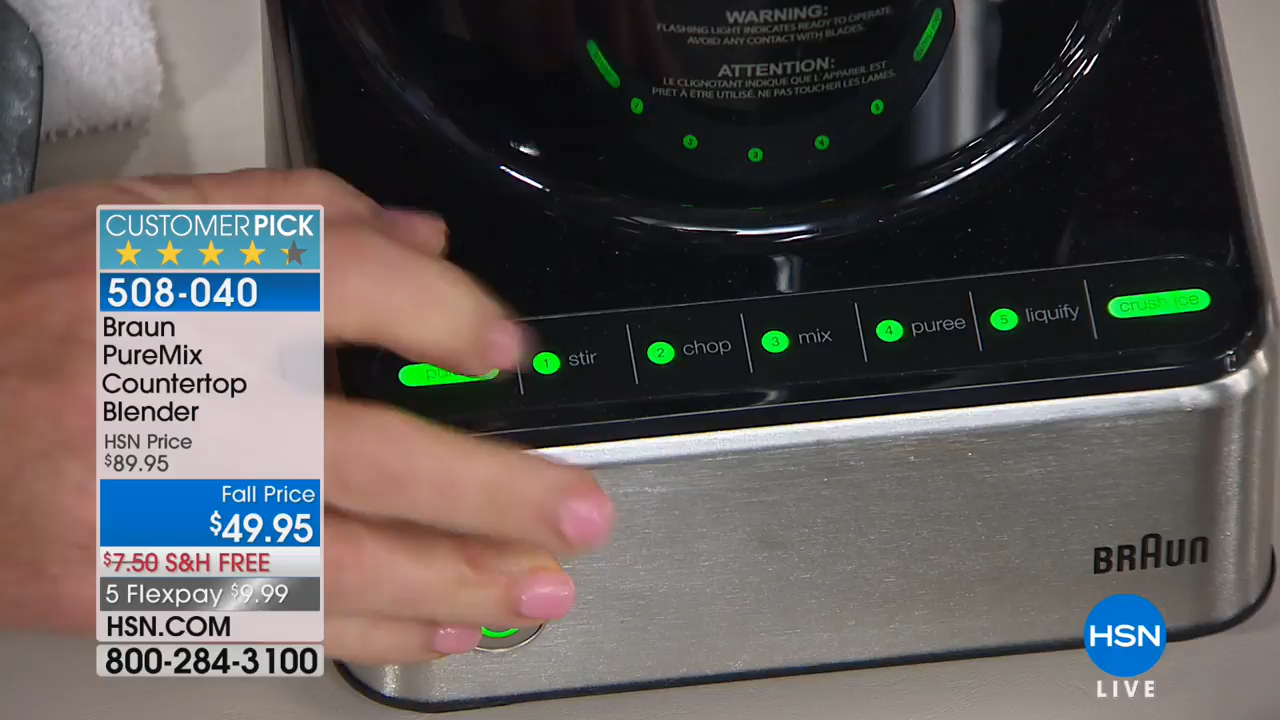 WARNING:
FLASHING LIGHT INDICATES READY TO OPERATE.
AVOID ANY CONTACT WITH BLADES.
ATTENTION:
LE CLIGNOTANT INDIQUE QUE L'APPAREIL EST
PRÊT À ÊTRE UTILISÉ. NE PAS TOUCHER LES LAMES.
1 stir
2 chop
3 mix
4 puree
5 liquify
crush ice
BRAUN
CUSTOMER PICK
508-040
Braun
PureMix
Countertop
Blender
HSN Price
$89.95
Fall Price
$49.95
$7.50 S&H FREE
5 Flexpay $9.99
HSN.COM
800-284-3100
HSN
LIVE